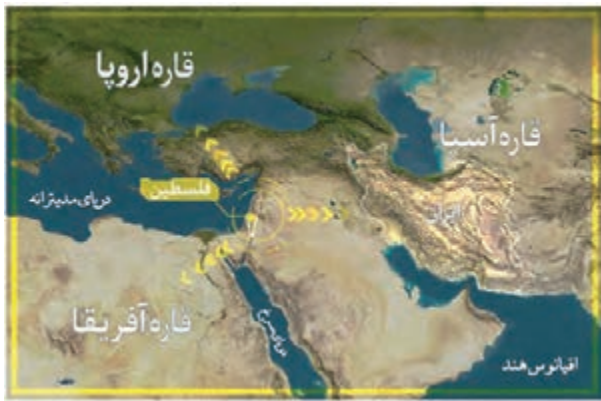 قاره اروپا
قاره آسیا
فلسطین
دریای مدیترانه
ایران
قاره آفریقا
دریای سرخ
اقیانوس هند